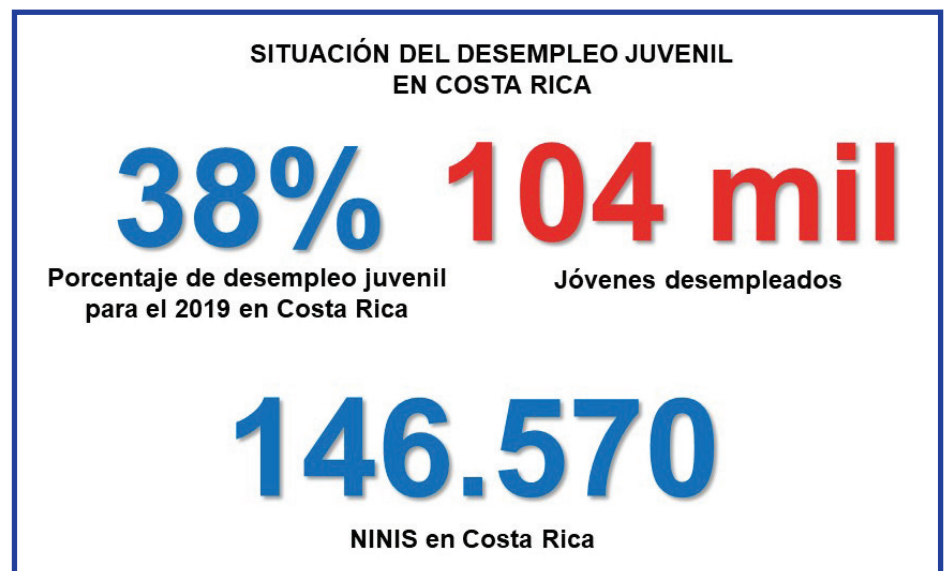 SITUACIÓN DEL DESEMPLEO JUVENIL
EN COSTA RICA
38%
Porcentaje de desempleo juvenil
para el 2019 en Costa Rica
104 mil
Jóvenes desempleados
146.570
NINIS en Costa Rica